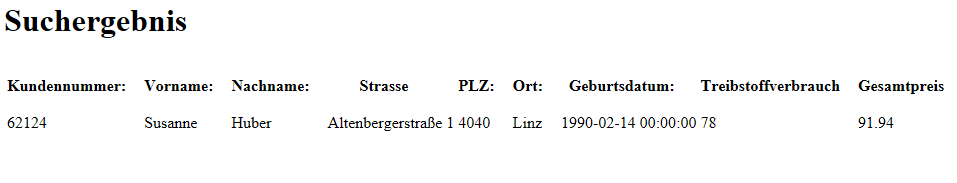 Suchergebnis
Kundennummer: Vorname: Nachname: Strasse PLZ: Ort: Geburtsdatum: Treibstoffverbrauch Gesamtpreis
62124 Susanne Huber Altenbergerstraße 1 4040 Linz 1990-02-14 00:00:00 78 91.94